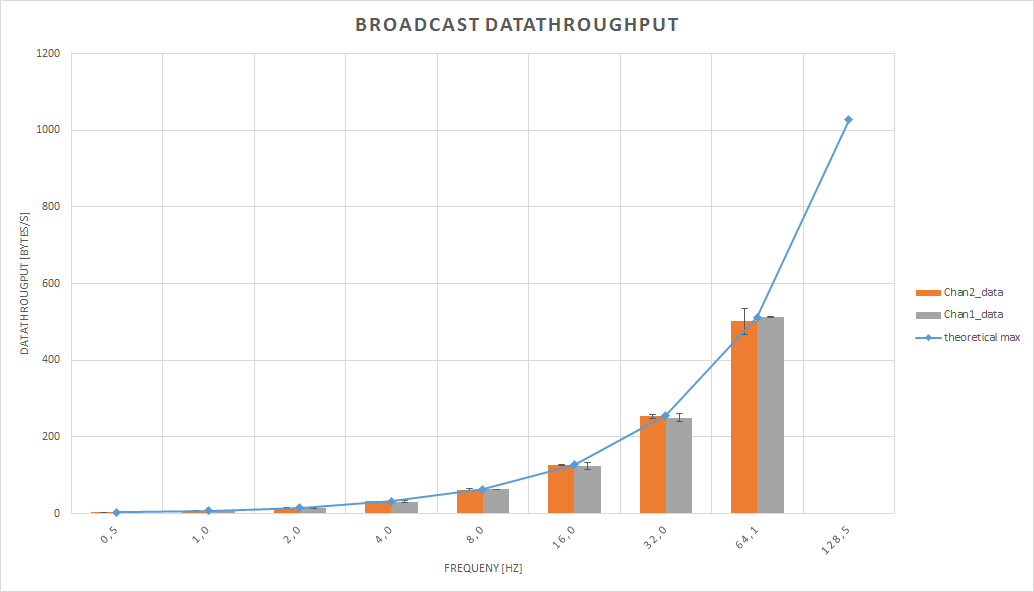 BROADCAST DATATHROUGHPUT
1200
1000
800
600
400
200
0
DATATHROUGPUT [BYTES/S]
0,5
1,0
2,0
4,0
8,0
16,0
32,0
64,1
128,5
FREQUENY [HZ]
Chan2_data
Chan1_data
theoretical max